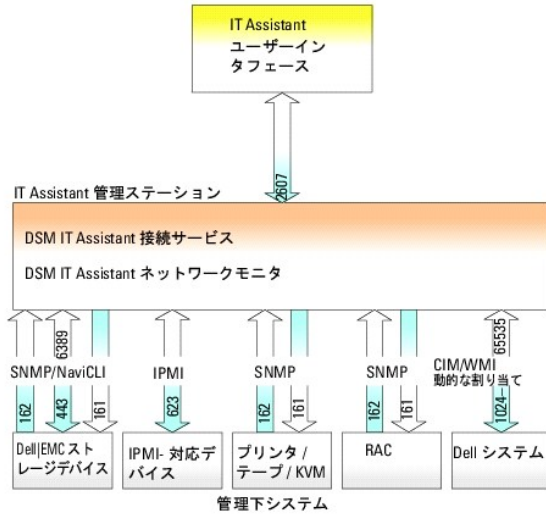 IT Assistant
ユーザーイン
タフェース
2607
IT Assistant 管理ステーション
DSM IT Assistant 接続サービス
DSM IT Assistant ネットワークモニタ
6389
65535
SNMP/NaviCLI
IPMI
SNMP
SNMP
CIM/WMI
動的な割り当て
162
443
161
623
162
161
162
161
1024–
Dell|EMC スト
レージデバイス
IPMI- 対応デ
バイス
プリンタ /
テープ / KVM
RAC
Dell システム
管理下システム